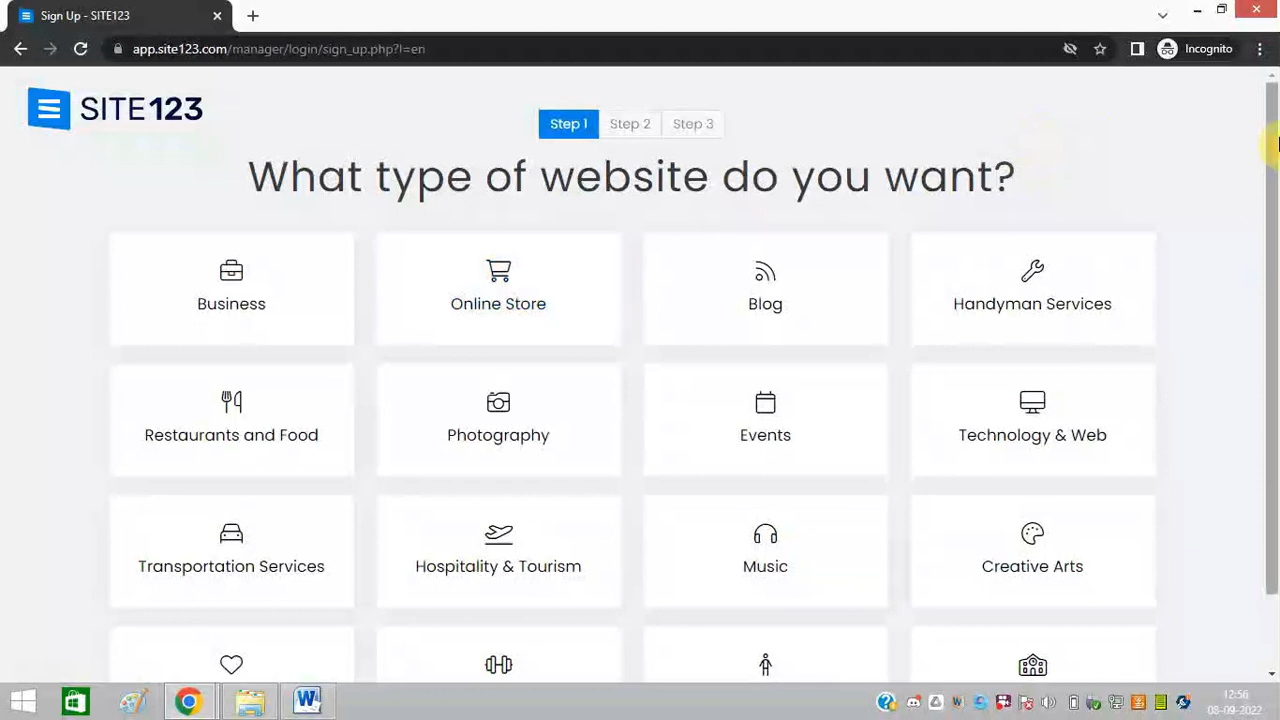 Sign Up - SITE123
app.site123.com/manager/login/sign_up.php?l=en
Incognito
SITE123
Step 1 Step 2 Step 3
What type of website do you want?
Business Online Store Blog Handyman Services
Restaurants and Food Photography Events Technology & Web
Transportation Services Hospitality & Tourism Music Creative Arts
12:56
08-09-2022